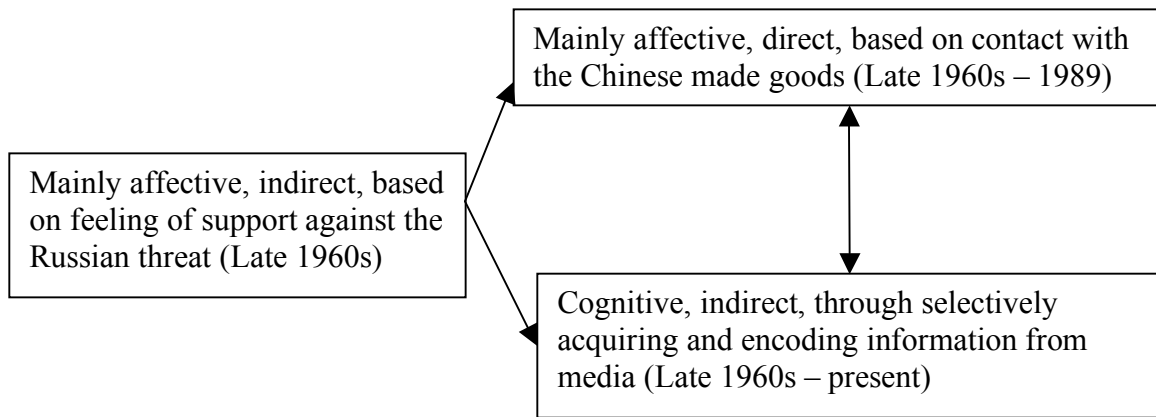 Mainly affective, direct, based on contact with
the Chinese made goods (Late 1960s – 1989)
Mainly affective, indirect, based
on feeling of support against the
Russian threat (Late 1960s)
Cognitive, indirect, through selectively
acquiring and encoding information from
media (Late 1960s – present)